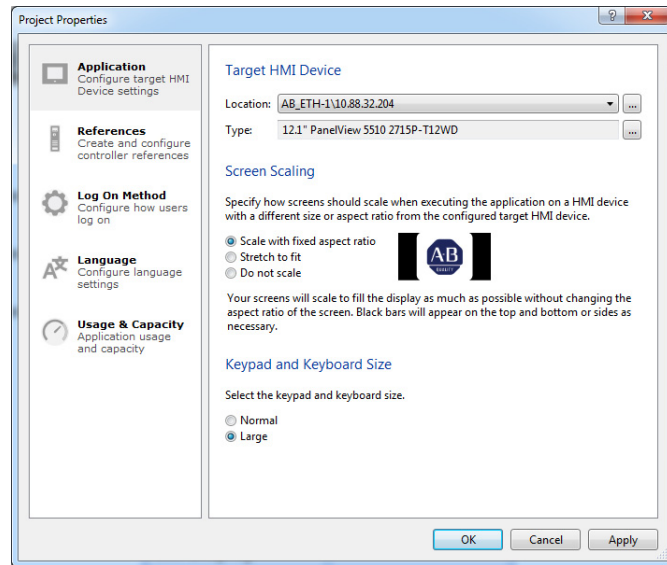 Project Properties
Application
Configure target HMI
Device settings
References
Create and configure
controller references
Log On Method
Configure how users
log on
Language
Configure language
settings
Usage & Capacity
Application usage
and capacity
Target HMI Device
Location: AB_ETH-1\10.88.32.204 ...
Type: 12.1" PanelView 5510 2715P-T12WD ...
Screen Scaling
Specify how screens should scale when executing the application on a HMI device
with a different size or aspect ratio from the configured target HMI device.
Scale with fixed aspect ratio
Stretch to fit
Do not scale
AB
QUALITY
Your screens will scale to fill the display as much as possible without changing the
aspect ratio of the screen. Black bars will appear on the top and bottom or sides as
necessary.
Keypad and Keyboard Size
Select the keypad and keyboard size.
Normal
Large
OK Cancel Apply